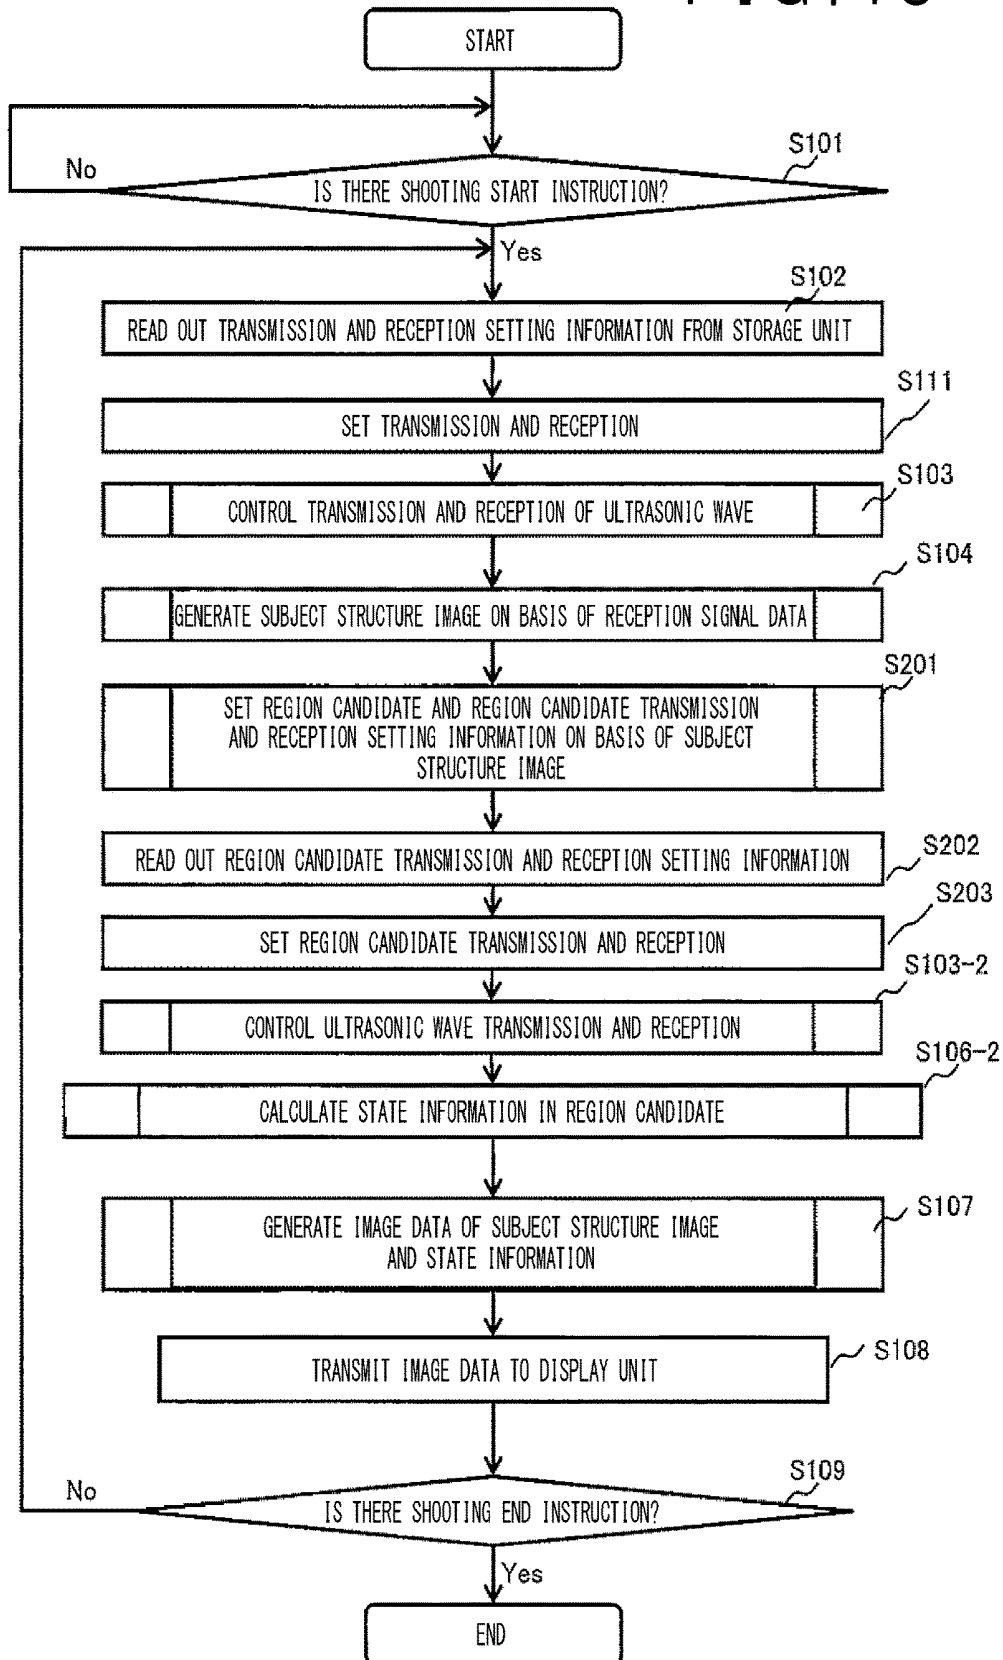 START
S101
No
IS THERE SHOOTING START INSTRUCTION?
Yes
S102
READ OUT TRANSMISSION AND RECEPTION SETTING INFORMATION FROM STORAGE UNIT
S111
SET TRANSMISSION AND RECEPTION
S103
CONTROL TRANSMISSION AND RECEPTION OF ULTRASONIC WAVE
S104
GENERATE SUBJECT STRUCTURE IMAGE ON BASIS OF RECEPTION SIGNAL DATA
S201
SET REGION CANDIDATE AND REGION CANDIDATE TRANSMISSION
AND RECEPTION SETTING INFORMATION ON BASIS OF SUBJECT
STRUCTURE IMAGE
S202
READ OUT REGION CANDIDATE TRANSMISSION AND RECEPTION SETTING INFORMATION
S203
SET REGION CANDIDATE TRANSMISSION AND RECEPTION
S103-2
CONTROL ULTRASONIC WAVE TRANSMISSION AND RECEPTION
S106-2
CALCULATE STATE INFORMATION IN REGION CANDIDATE
S107
GENERATE IMAGE DATA OF SUBJECT STRUCTURE IMAGE
AND STATE INFORMATION
S108
TRANSMIT IMAGE DATA TO DISPLAY UNIT
S109
No
IS THERE SHOOTING END INSTRUCTION?
Yes
END